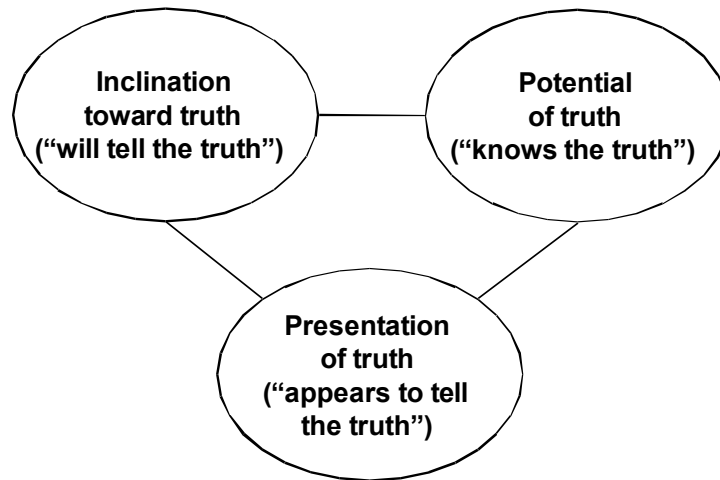 Inclination
toward truth
(“will tell the truth”)
Potential
of truth
(“knows the truth”)
Presentation
of truth
(“appears to tell
the truth”)